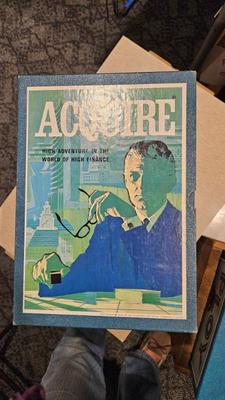 ACQUIRE
HIGH ADVENTURE IN THE
WORLD OF HIGH FINANCE